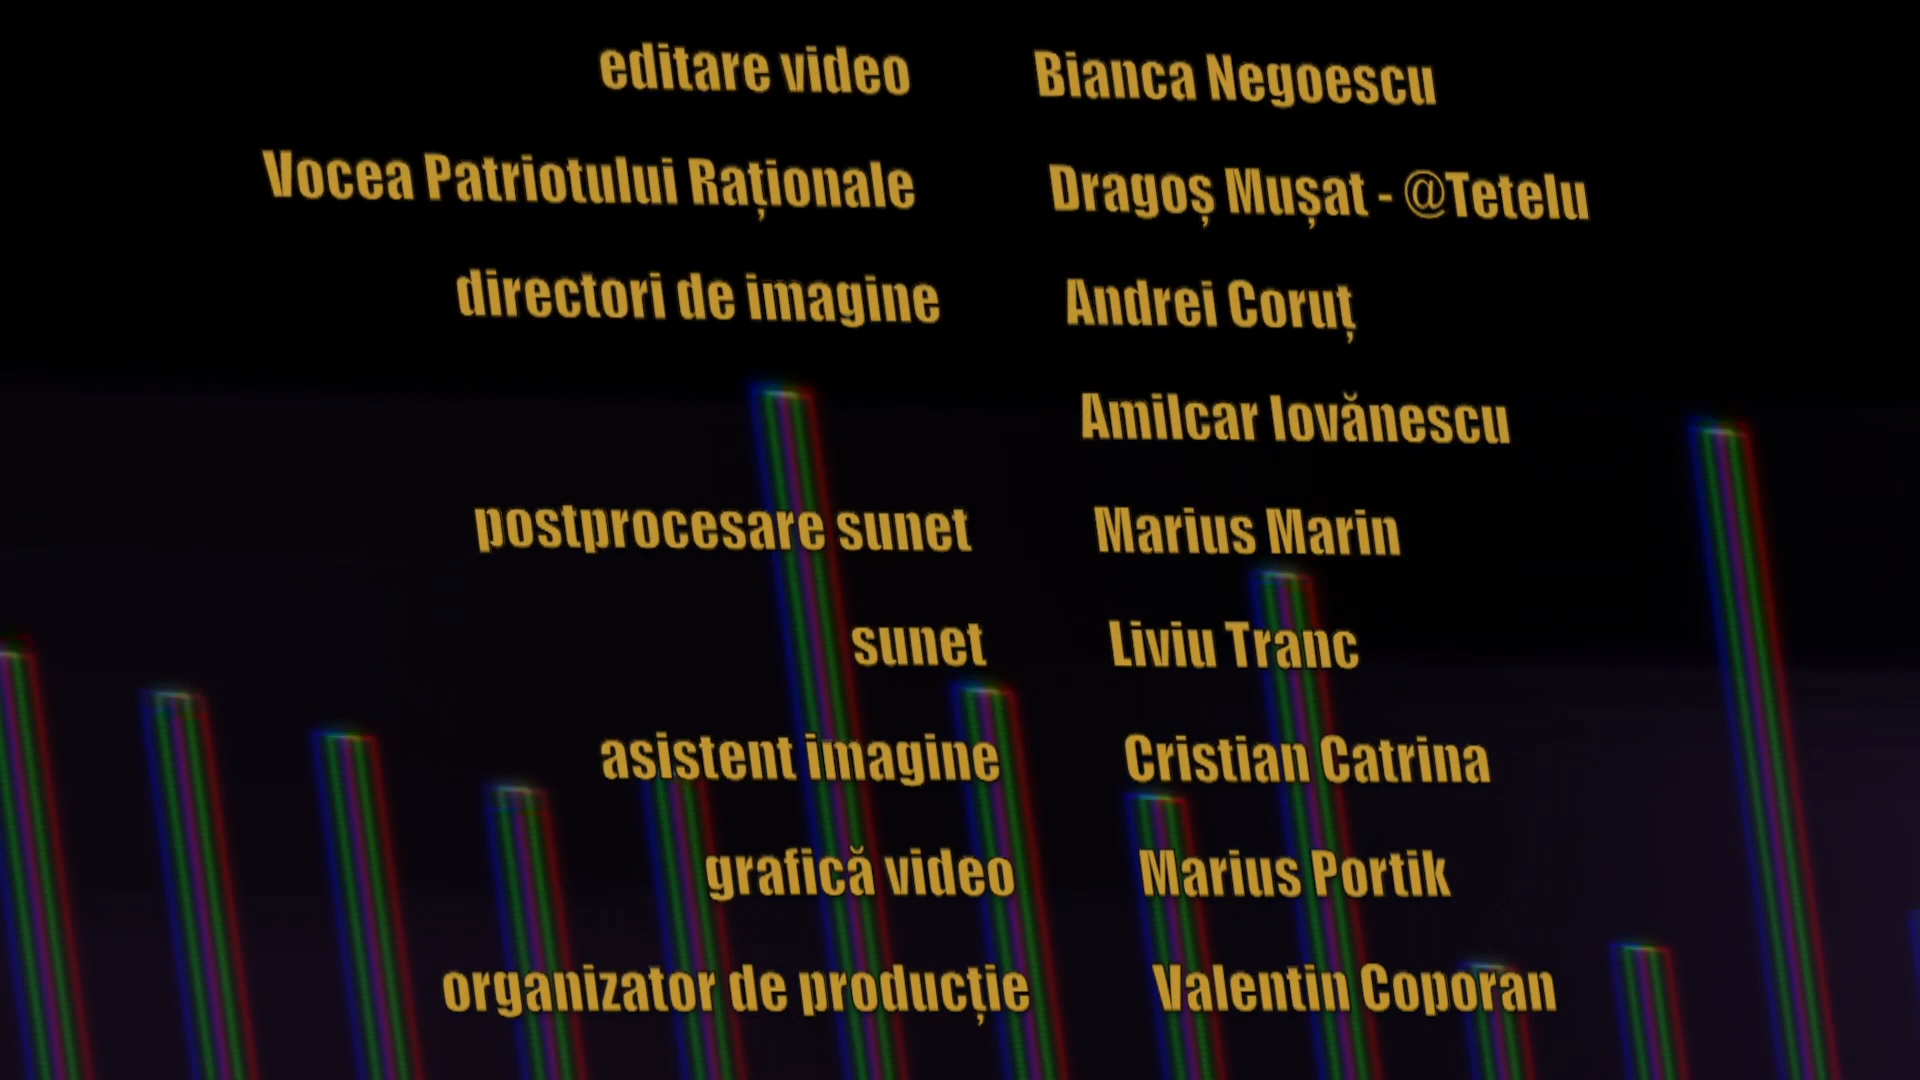 editare video Bianca Negoescu
Vocea Patriotului Raționale Dragoș Mușat - @Tetelu
directori de imagine Andrei Coruț
Amilcar Iovănescu
postprocesare sunet Marius Marin
sunet Liviu Tranc
asistent imagine Cristian Catrina
grafică video Marius Portik
organizator de producție Valentin Coporan